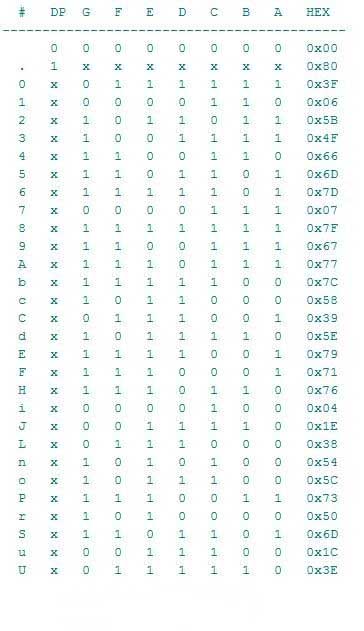 # DP G F E D C B A HEX
0 0 0 0 0 0 0 0 0x00
. 1 x x x x x x x 0x80
0 x 0 1 1 1 1 1 1 0x3F
1 x 0 0 0 0 1 1 0 0x06
2 x 1 0 1 1 0 1 1 0x5B
3 x 1 0 0 1 1 1 1 0x4F
4 x 1 1 0 0 1 1 0 0x66
5 x 1 1 0 1 1 0 1 0x6D
6 x 1 1 1 1 1 0 1 0x7D
7 x 0 0 0 0 1 1 1 0x07
8 x 1 1 1 1 1 1 1 0x7F
9 x 1 1 0 0 1 1 1 0x67
A x 1 1 1 0 1 1 1 0x77
b x 1 1 1 1 1 0 0 0x7C
c x 1 0 1 1 0 0 0 0x58
C x 0 1 1 1 0 0 1 0x39
d x 1 0 1 1 1 1 0 0x5E
E x 1 1 1 1 0 0 1 0x79
F x 1 1 1 0 0 0 1 0x71
H x 1 1 1 0 1 1 0 0x76
i x 0 0 0 0 1 0 0 0x04
J x 0 0 1 1 1 1 0 0x1E
L x 0 1 1 1 0 0 0 0x38
n x 1 0 1 0 1 0 0 0x54
o x 1 0 1 1 1 0 0 0x5C
P x 1 1 1 0 0 1 1 0x73
r x 1 0 1 0 0 0 0 0x50
S x 1 1 0 1 1 0 1 0x6D
u x 0 0 1 1 1 0 0 0x1C
U x 0 1 1 1 1 1 0 0x3E